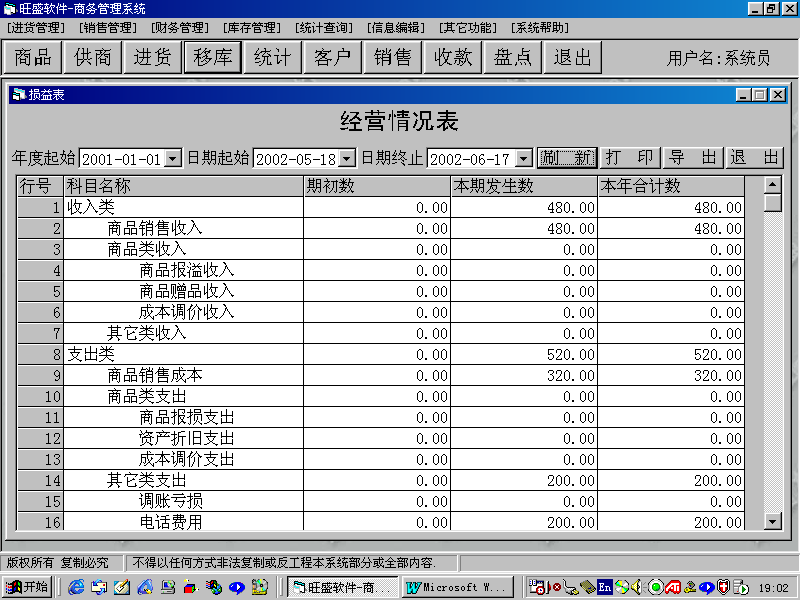 旺盛软件-商务管理系统
[进货管理] [销售管理] [财务管理] [库存管理] [统计查询] [信息编辑] [其它功能] [系统帮助]
商品 供商 进货 移库 统计 客户 销售 收款 盘点 退出 用户名:系统员
损益表
经营情况表
年度起始 2001-01-01 日期起始 2002-05-18 日期终止 2002-06-17 刷 新 打 印 导 出 退 出
行号 科目名称 期初数 本期发生数 本年合计数
1 收入类 0.00 480.00 480.00
2 商品销售收入 0.00 480.00 480.00
3 商品类收入 0.00 0.00 0.00
4 商品报溢收入 0.00 0.00 0.00
5 商品赠品收入 0.00 0.00 0.00
6 成本调价收入 0.00 0.00 0.00
7 其它类收入 0.00 0.00 0.00
8 支出类 0.00 520.00 520.00
9 商品销售成本 0.00 320.00 320.00
10 商品类支出 0.00 0.00 0.00
11 商品报损支出 0.00 0.00 0.00
12 资产折旧支出 0.00 0.00 0.00
13 成本调价支出 0.00 0.00 0.00
14 其它类支出 0.00 200.00 200.00
15 调账亏损 0.00 0.00 0.00
16 电话费用 0.00 200.00 200.00
版权所有 复制必究 不得以任何方式非法复制或反工程本系统部分或全部内容.
开始 旺盛软件-商... Microsoft W... En 19:02